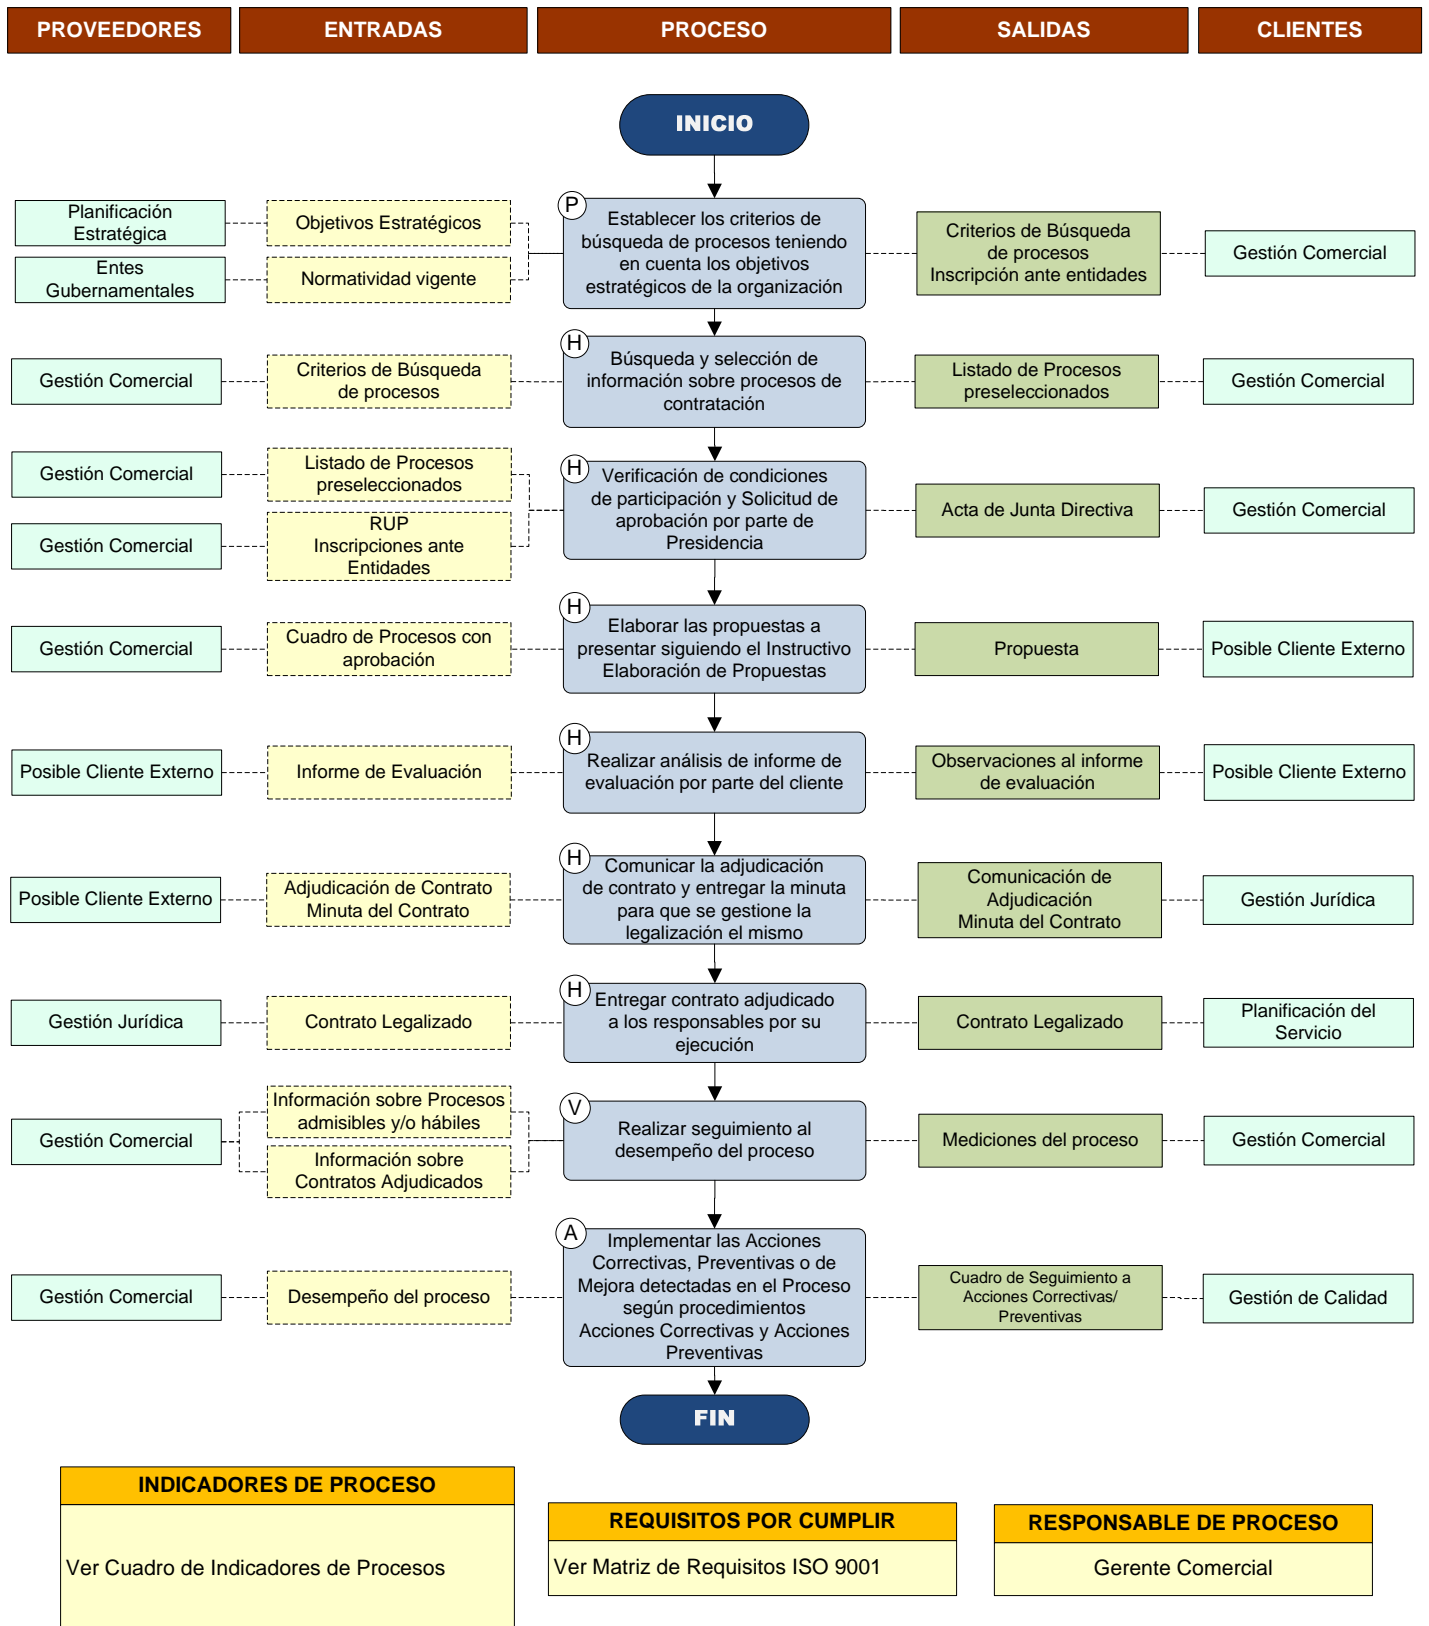 PROVEEDORES
ENTRADAS
PROCESO
SALIDAS
CLIENTES
INICIO
Planificación
Estratégica
Entes
Gubernamentales
Objetivos Estratégicos
Normatividad vigente
P
Establecer los criterios de
búsqueda de procesos teniendo
en cuenta los objetivos
estratégicos de la organización
Criterios de Búsqueda
de procesos
Inscripción ante entidades
Gestión Comercial
Gestión Comercial
Criterios de Búsqueda
de procesos
H
Búsqueda y selección de
información sobre procesos de
contratación
Listado de Procesos
preseleccionados
Gestión Comercial
Gestión Comercial
Gestión Comercial
Listado de Procesos
preseleccionados
RUP
Inscripciones ante
Entidades
H
Verificación de condiciones
de participación y Solicitud de
aprobación por parte de
Presidencia
Acta de Junta Directiva
Gestión Comercial
Gestión Comercial
Cuadro de Procesos con
aprobación
H
Elaborar las propuestas a
presentar siguiendo el Instructivo
Elaboración de Propuestas
Propuesta
Posible Cliente Externo
Posible Cliente Externo
Informe de Evaluación
H
Realizar análisis de informe de
evaluación por parte del cliente
Observaciones al informe
de evaluación
Posible Cliente Externo
Posible Cliente Externo
Adjudicación de Contrato
Minuta del Contrato
H
Comunicar la adjudicación
de contrato y entregar la minuta
para que se gestione la
legalización el mismo
Comunicación de
Adjudicación
Minuta del Contrato
Gestión Jurídica
Gestión Jurídica
Contrato Legalizado
H
Entregar contrato adjudicado
a los responsables por su
ejecución
Contrato Legalizado
Planificación del
Servicio
Gestión Comercial
Información sobre Procesos
admisibles y/o hábiles
Información sobre
Contratos Adjudicados
V
Realizar seguimiento al
desempeño del proceso
Mediciones del proceso
Gestión Comercial
Gestión Comercial
Desempeño del proceso
A
Implementar las Acciones
Correctivas, Preventivas o de
Mejora detectadas en el Proceso
según procedimientos
Acciones Correctivas y Acciones
Preventivas
Cuadro de Seguimiento a
Acciones Correctivas/
Preventivas
Gestión de Calidad
FIN
INDICADORES DE PROCESO
Ver Cuadro de Indicadores de Procesos
REQUISITOS POR CUMPLIR
Ver Matriz de Requisitos ISO 9001
RESPONSABLE DE PROCESO
Gerente Comercial